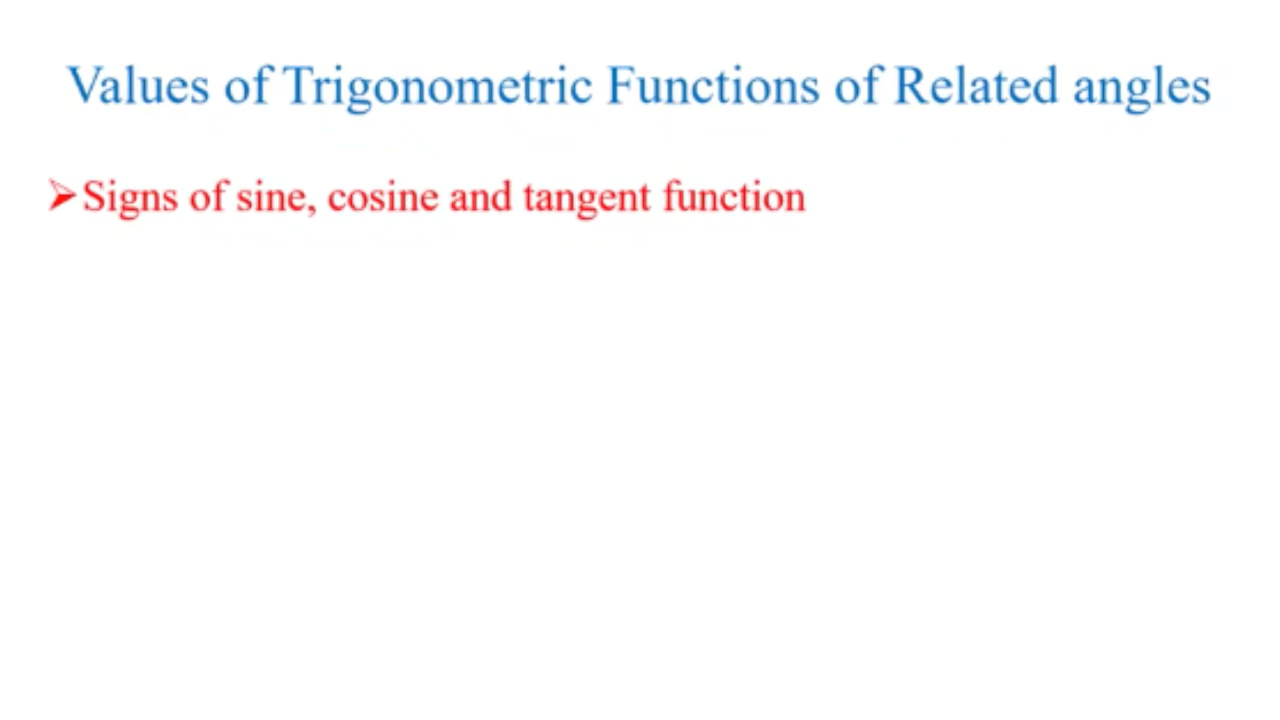 Values of Trigonometric Functions of Related angles
➢Signs of sine, cosine and tangent function